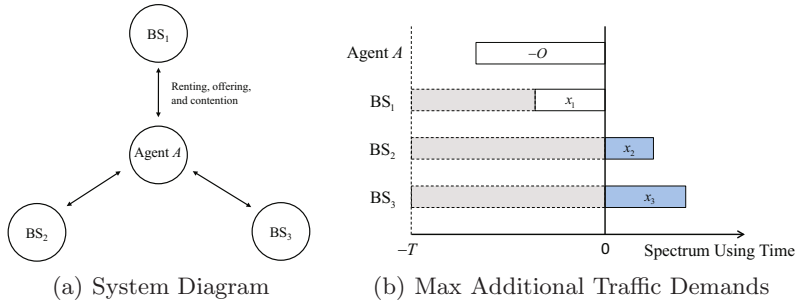 BS₁
Renting, offering,
and contention
Agent A
BS₂
BS₃
(a) System Diagram
Agent A
−O
BS₁
x₁
BS₂
x₂
BS₃
x₃
−T
0
Spectrum Using Time
(b) Max Additional Traffic Demands